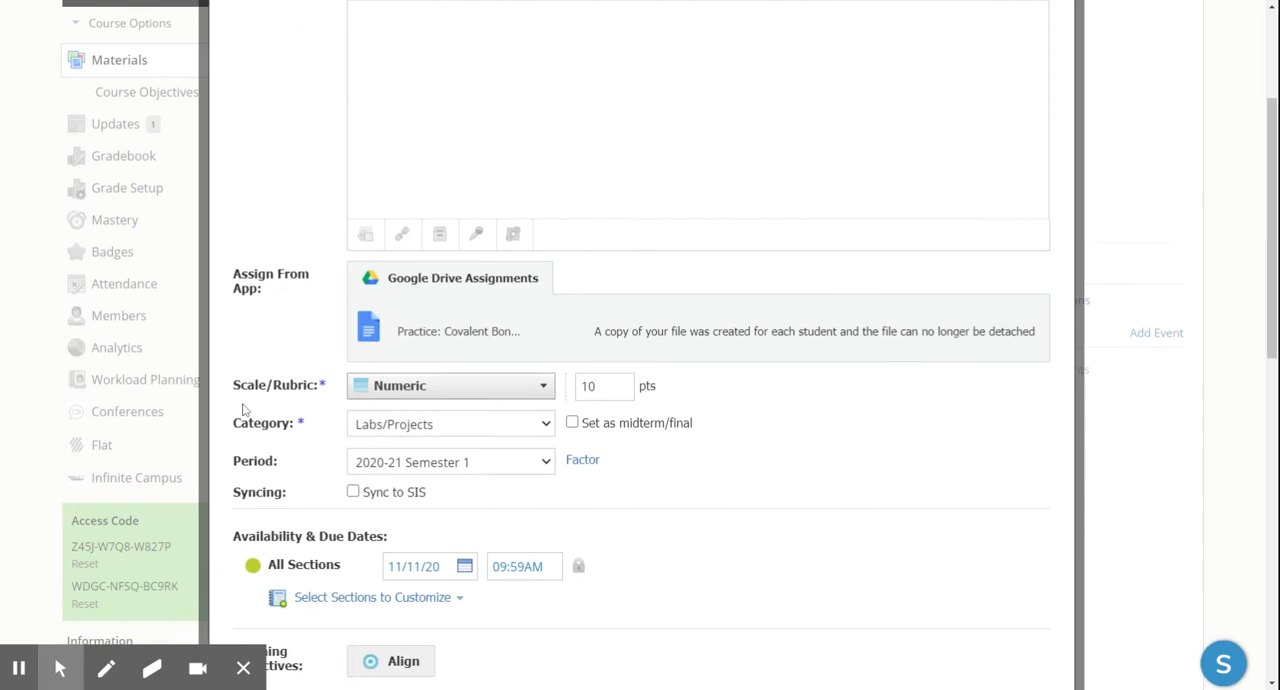 Course Options
Materials
Course Objectives
Updates 1
Gradebook
Grade Setup
Mastery
Badges
Attendance
Members
Analytics
Workload Planning
Conferences
Flat
Infinite Campus
Access Code
Z45J-W7Q8-W827P
Reset
WDGC-NFSQ-BC9RK
Reset
Information
Assign From
App:
Google Drive Assignments
Practice: Covalent Bon... A copy of your file was created for each student and the file can no longer be detached
Scale/Rubric:* Numeric 10 pts
Category: * Labs/Projects Set as midterm/final
Period: 2020-21 Semester 1 Factor
Syncing: Sync to SIS
Availability & Due Dates:
All Sections 11/11/20 09:59AM
Select Sections to Customize
Align
Add Event
S